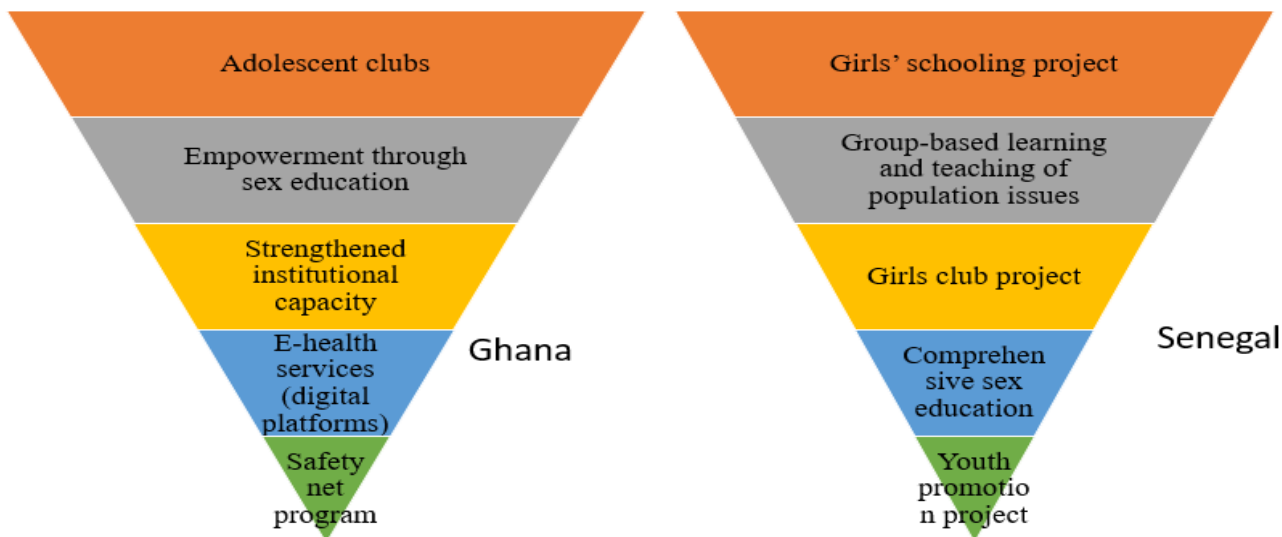 Adolescent clubs
Empowerment through
sex education
Strengthened
institutional
capacity
E-health
services
(digital
platforms)
Safety
net
program
Ghana
Girls’ schooling project
Group-based learning
and teaching of
population issues
Girls club project
Comprehen
sive sex
education
Youth
promotio
n project
Senegal